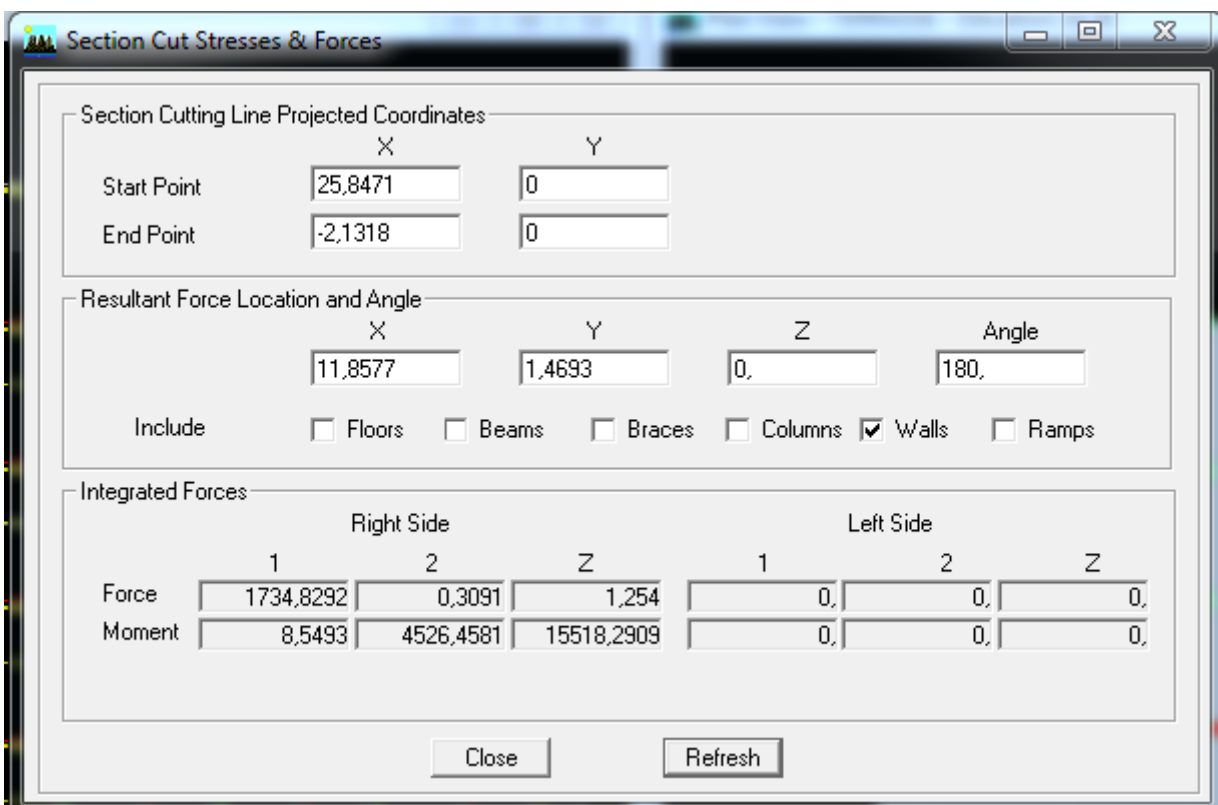 Section Cut Stresses & Forces
Section Cutting Line Projected Coordinates
X Y
Start Point 25,8471 0
End Point -2,1318 0
Resultant Force Location and Angle
X Y Z Angle
11,8577 1,4693 0, 180,
Include Floors Beams Braces Columns Walls Ramps
Integrated Forces
Right Side Left Side
1 2 Z 1 2 Z
Force 1734,8292 0,3091 1,254 0, 0, 0,
Moment 8,5493 4526,4581 15518,2909 0, 0, 0,
Close Refresh